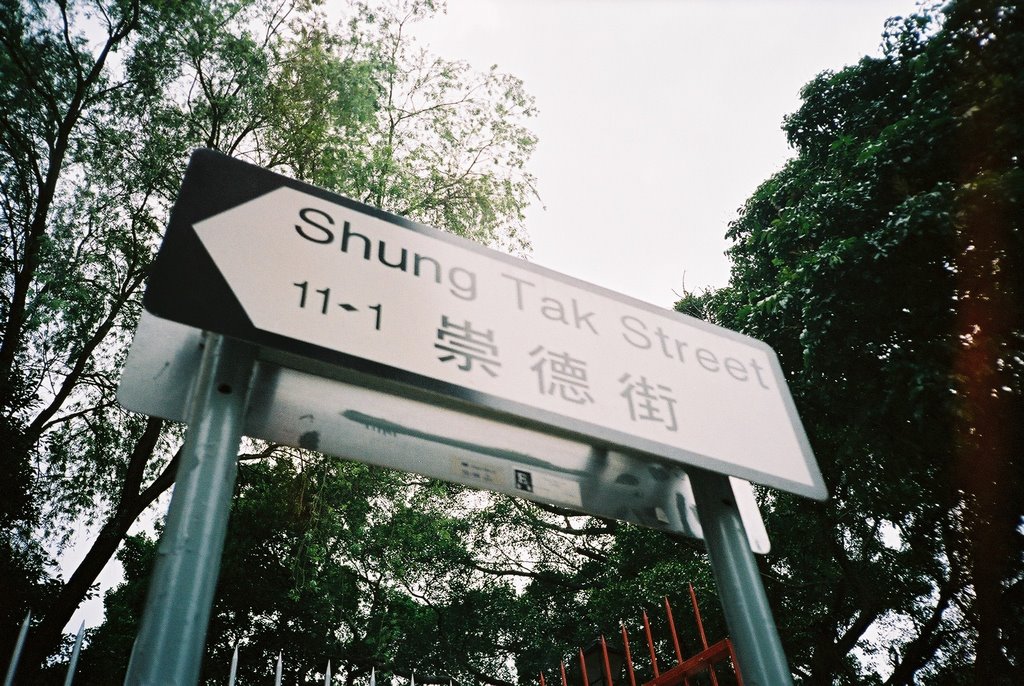 Shung Tak Street
11◂▸1
崇德街